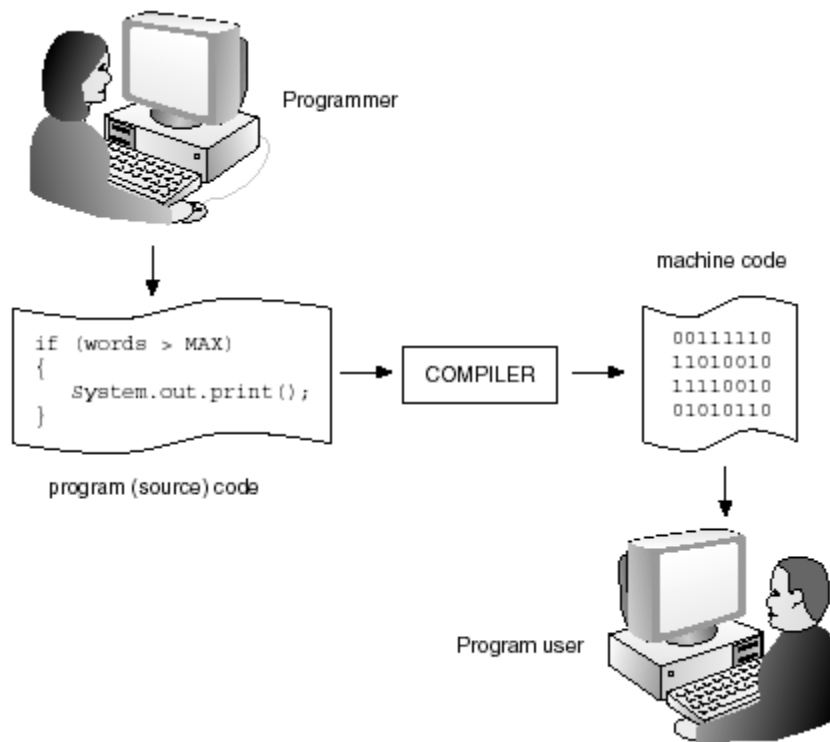 Programmer
machine code
if (words > MAX)
{
System.out.print();
}
COMPILER
00111110
11010010
11110010
01010110
program (source) code
Program user